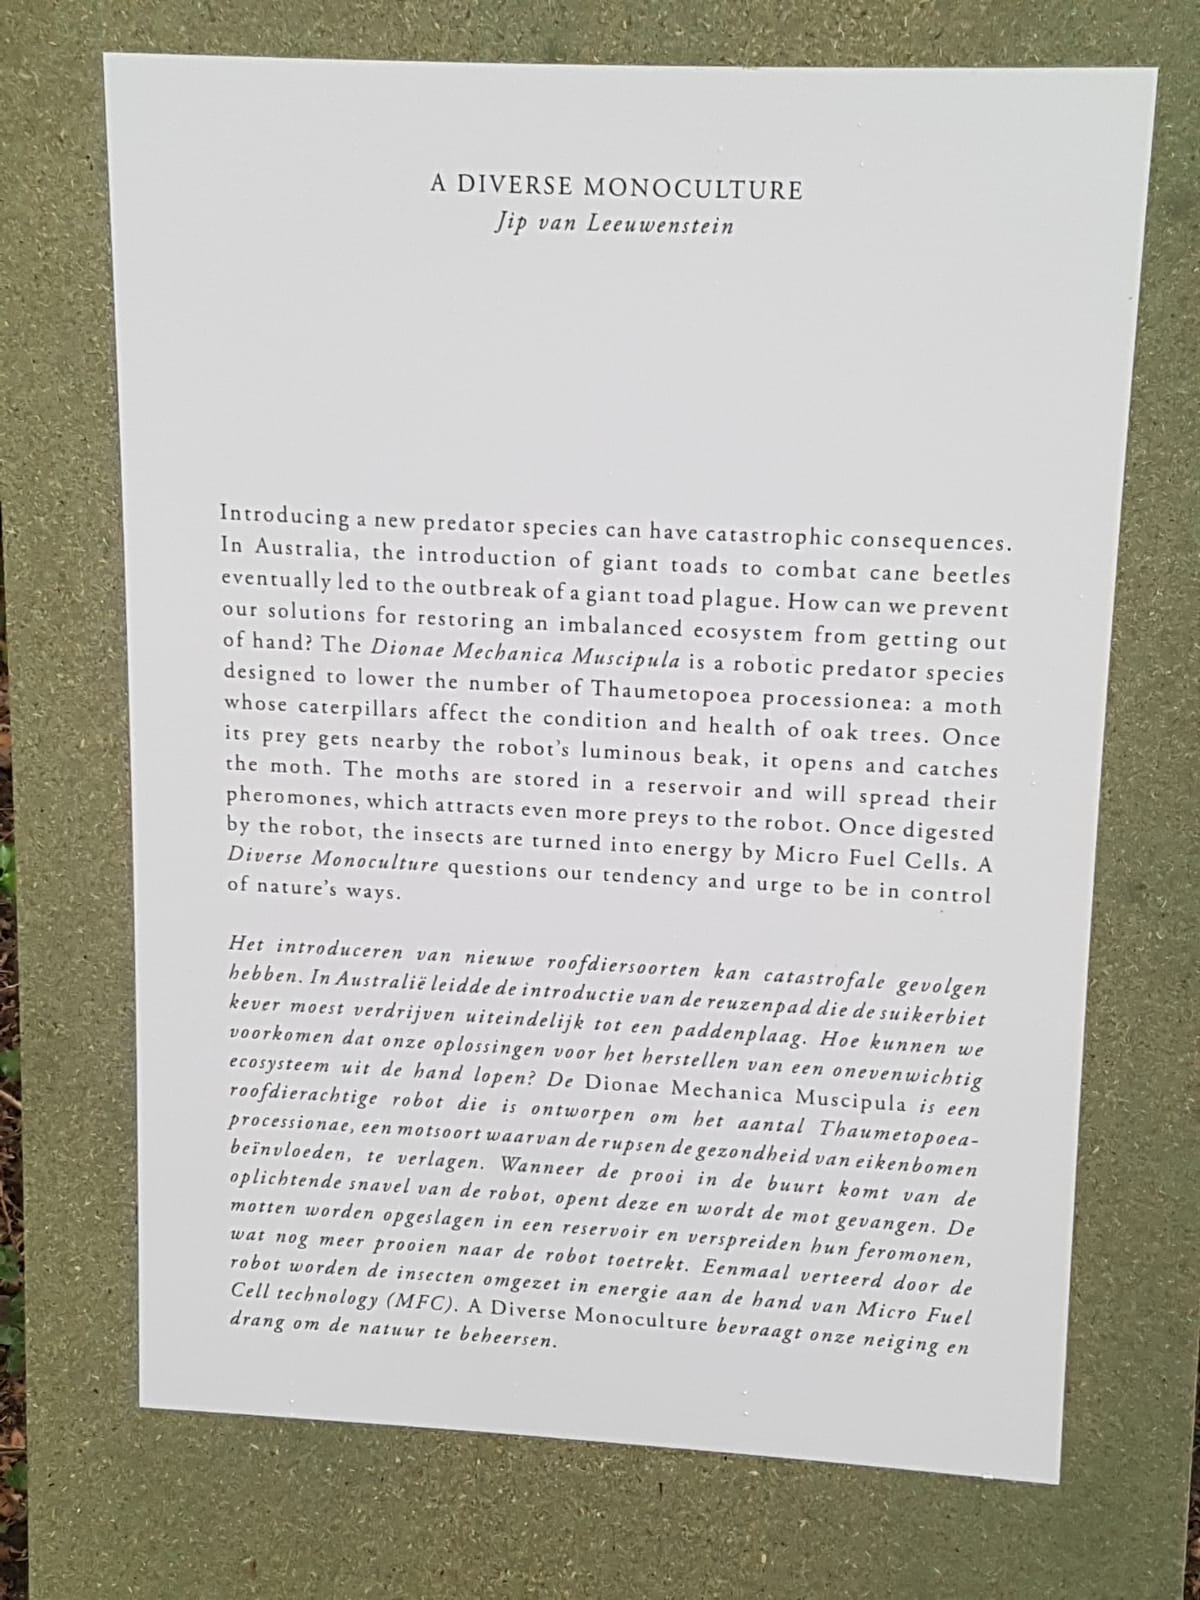 A DIVERSE MONOCULTURE
Jip van Leeuwenstein
Introducing a new predator species can have catastrophic consequences.
In Australia, the introduction of giant toads to combat cane beetles
eventually led to the outbreak of a giant toad plague. How can we prevent
our solutions for restoring an imbalanced ecosystem from getting out
of hand? The Dionae Mechanica Muscipula is a robotic predator species
designed to lower the number of Thaumetopoea processionea: a moth
whose caterpillars affect the condition and health of oak trees. Once
its prey gets nearby the robot's luminous beak, it opens and catches
the moth. The moths are stored in a reservoir and will spread their
pheromones, which attracts even more preys to the robot. Once digested
by the robot, the insects are turned into energy by Micro Fuel Cells. A
Diverse Monoculture questions our tendency and urge to be in control
of nature's ways.
Het introduceren van nieuwe roofdiersoorten kan catastrofale gevolgen
hebben. In Australië leidde de introductie van de reuzenpad die de suikerbiet
kever moest verdrijven uiteindelijk tot een paddenplaag. Hoe kunnen we
voorkomen dat onze oplossingen voor het herstellen van een onevenwichtig
ecosysteem uit de hand lopen? De Dionae Mechanica Muscipula is een
roofdierachtige robot die is ontworpen om het aantal Thaumetopoea-
processionae, een motsoort waarvan de rupsen de gezondheid van eikenbomen
beïnvloeden, te verlagen. Wanneer de prooi in de buurt komt van de
oplichtende snavel van de robot, opent deze en wordt de mot gevangen. De
motten worden opgeslagen in een reservoir en verspreiden hun feromonen,
wat nog meer prooien naar de robot toetrekt. Eenmaal verteerd door de
robot worden de insecten omgezet in energie aan de hand van Micro Fuel
Cell technology (MFC). A Diverse Monoculture bevraagt onze neiging en
drang om de natuur te beheersen.